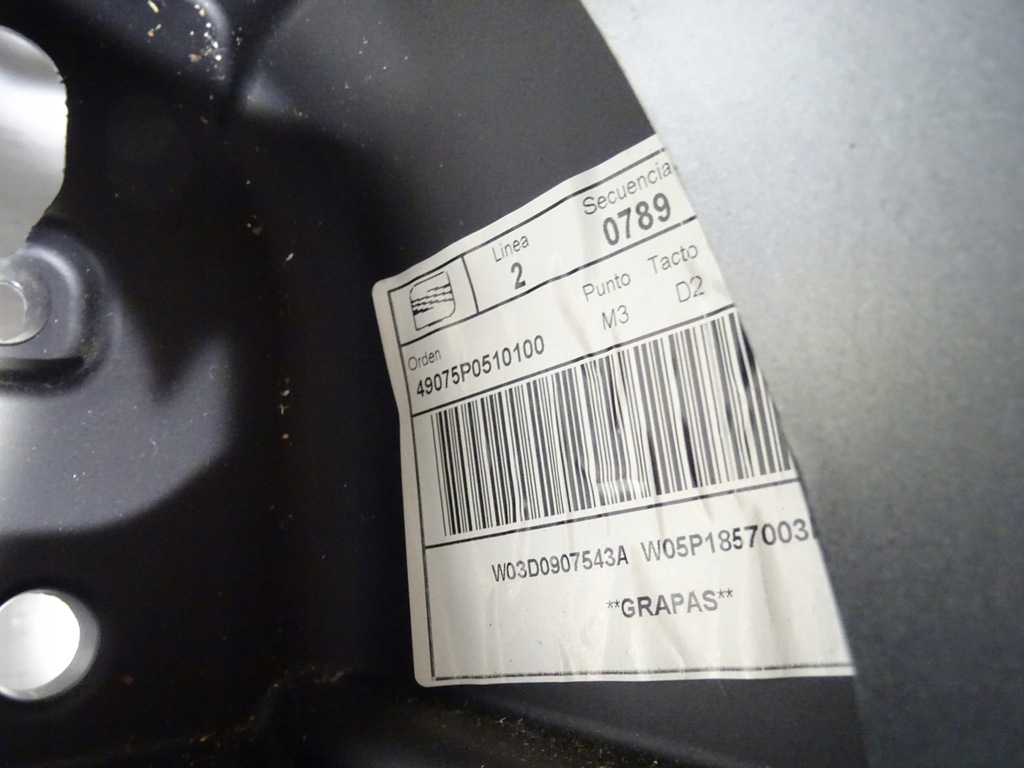 Linea
2
Secuencia
0789
Orden
49075P0510100
Punto
M3
Tacto
D2
W03D0907543A W05P1857003
**GRAPAS**